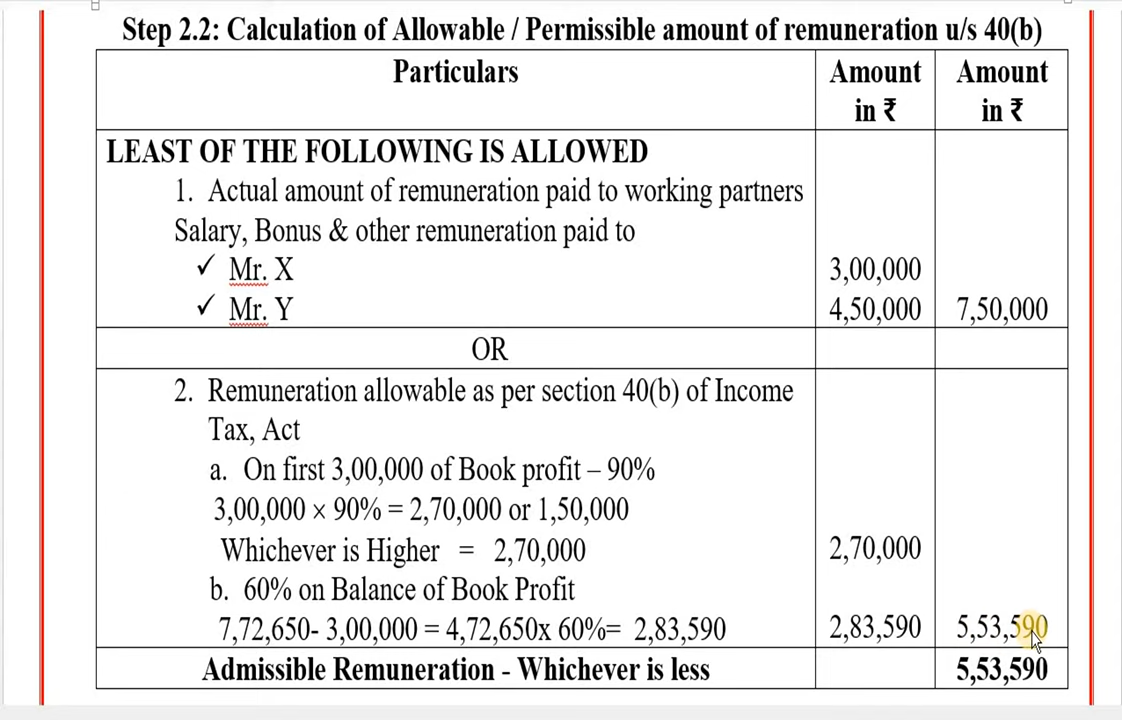 Step 2.2: Calculation of Allowable / Permissible amount of remuneration u/s 40(b)
Particulars Amount in ₹ Amount in ₹
LEAST OF THE FOLLOWING IS ALLOWED
1. Actual amount of remuneration paid to working partners
Salary, Bonus & other remuneration paid to
✓ Mr. X 3,00,000
✓ Mr. Y 4,50,000 7,50,000
OR
2. Remuneration allowable as per section 40(b) of Income
Tax, Act
a. On first 3,00,000 of Book profit – 90%
3,00,000 × 90% = 2,70,000 or 1,50,000
Whichever is Higher = 2,70,000 2,70,000
b. 60% on Balance of Book Profit
7,72,650- 3,00,000 = 4,72,650x 60%= 2,83,590 2,83,590 5,53,590
Admissible Remuneration - Whichever is less 5,53,590